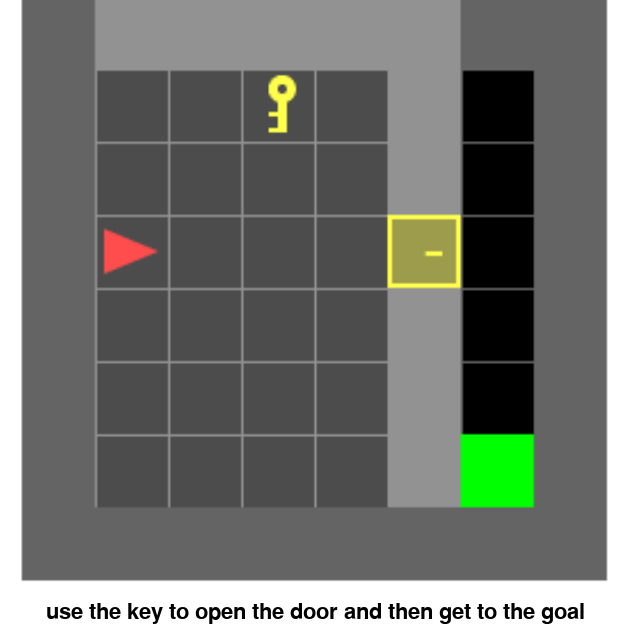 use the key to open the door and then get to the goal